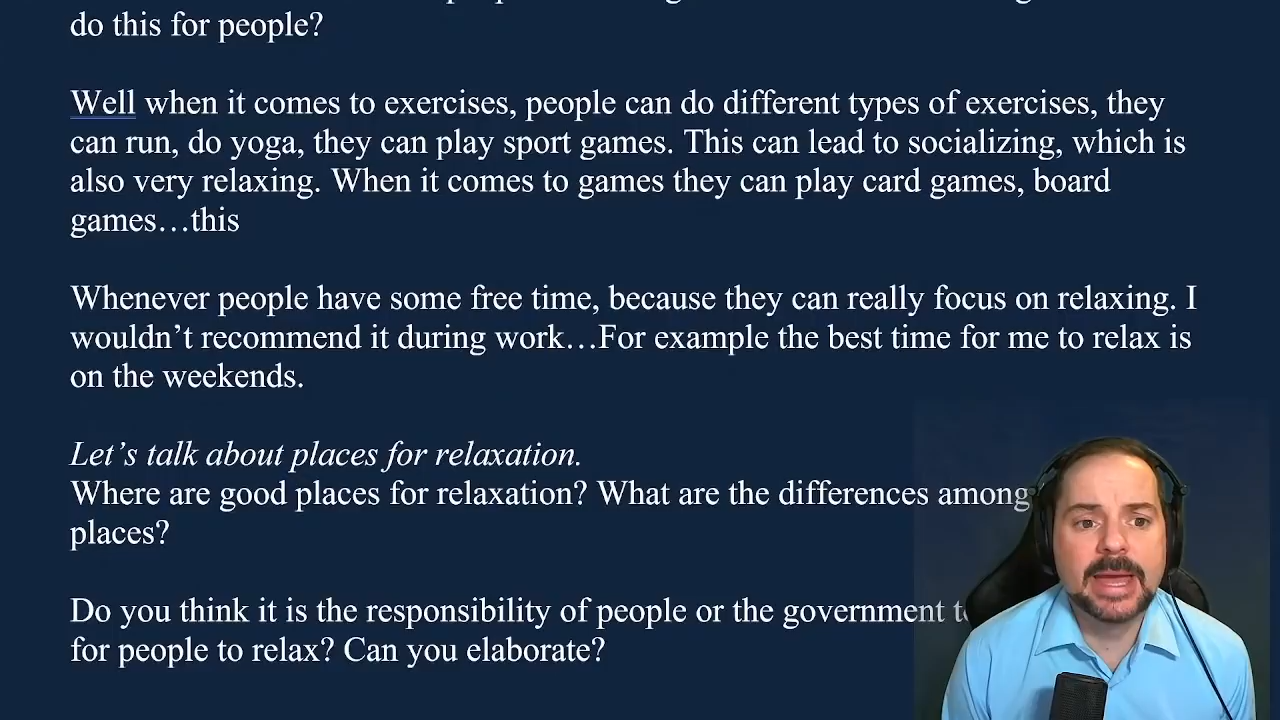 do this for people?
Well when it comes to exercises, people can do different types of exercises, they
can run, do yoga, they can play sport games. This can lead to socializing, which is
also very relaxing. When it comes to games they can play card games, board
games…this
Whenever people have some free time, because they can really focus on relaxing. I
wouldn’t recommend it during work…For example the best time for me to relax is
on the weekends.
Let’s talk about places for relaxation.
Where are good places for relaxation? What are the differences among
places?
Do you think it is the responsibility of people or the government
for people to relax? Can you elaborate?